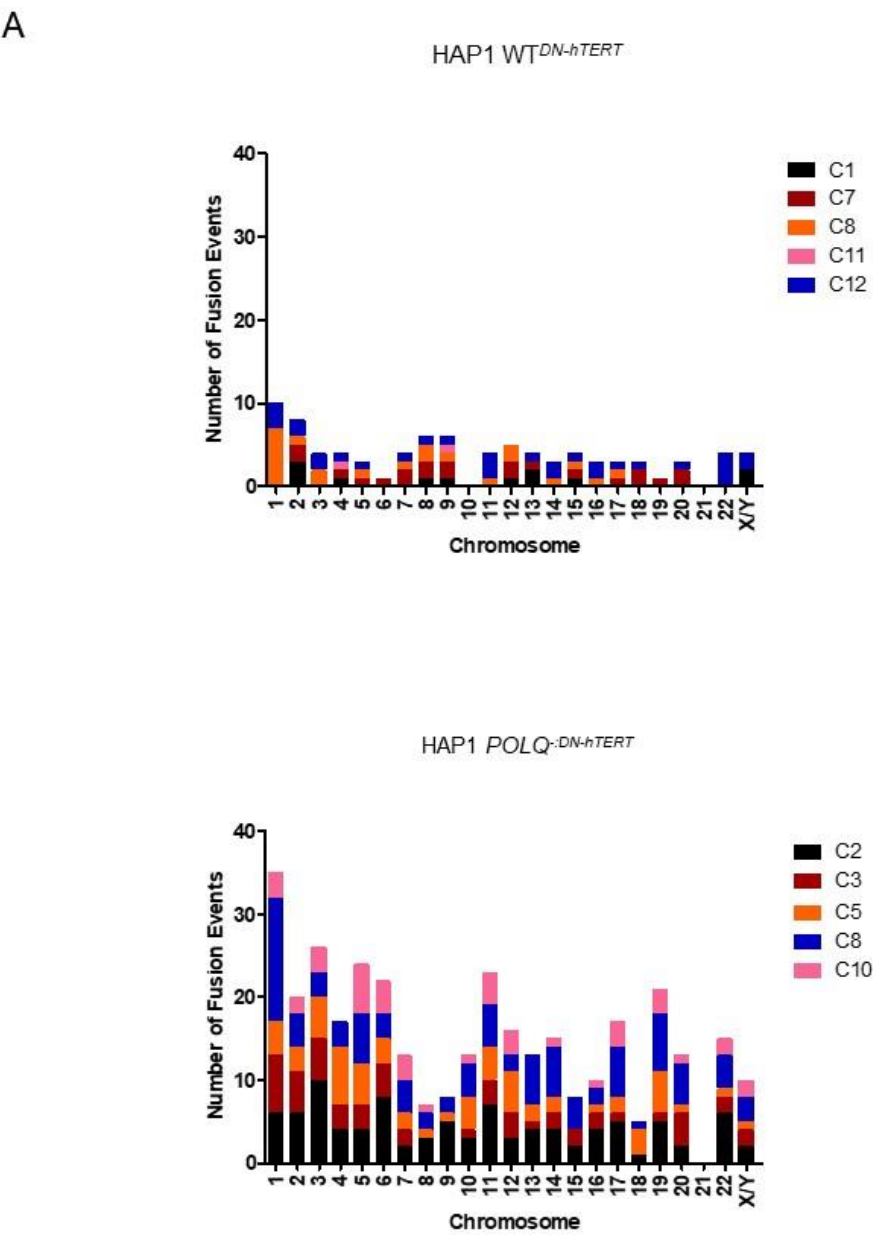 A
HAP1 WT^DN-hTERT
40
30
20
10
0
Number of Fusion Events
C1
C7
C8
C11
C12
1 2 3 4 5 6 7 8 9 10 11 12 13 14 15 16 17 18 19 20 21 22 X/Y
Chromosome
HAP1 POLQ^-:DN-hTERT
40
30
20
10
0
Number of Fusion Events
C2
C3
C5
C8
C10
1 2 3 4 5 6 7 8 9 10 11 12 13 14 15 16 17 18 19 20 21 22 X/Y
Chromosome